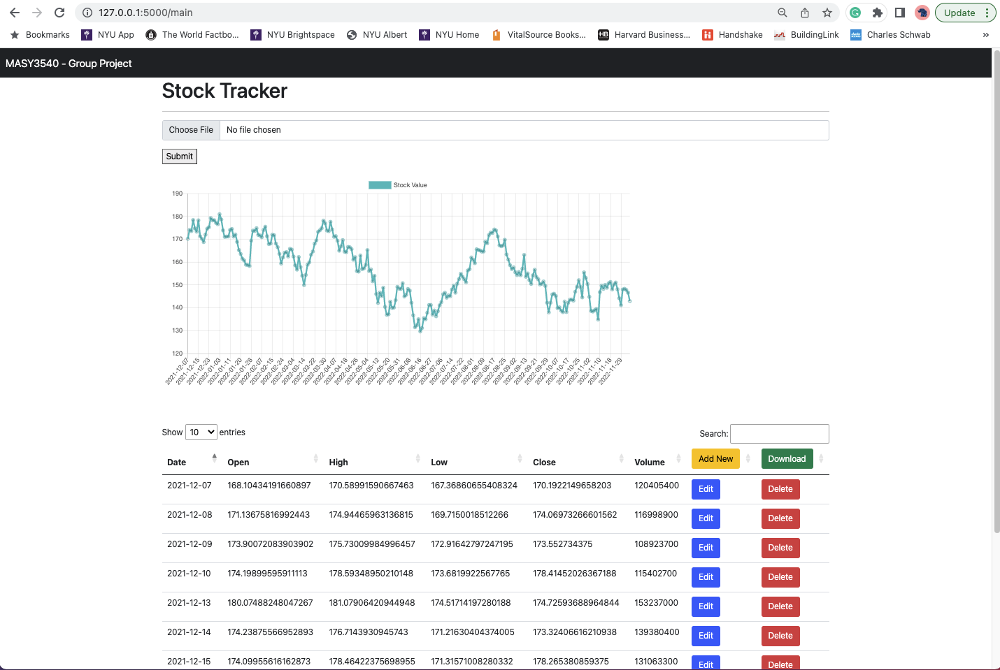 127.0.0.1:5000/main
Update
Bookmarks NYU App The World Factbo... NYU Brightspace NYU Albert NYU Home VitalSource Books... HB Harvard Business... Handshake BuildingLink Charles Schwab »
MASY3540 - Group Project
Stock Tracker
Choose File No file chosen
Submit
Stock Value
190
180
170
160
150
140
130
120
2021-12-07 2021-12-15 2021-12-23 2022-01-03 2022-01-11 2022-01-20 2022-01-28 2022-02-07 2022-02-15 2022-02-24 2022-03-04 2022-03-14 2022-03-22 2022-03-30 2022-04-07 2022-04-18 2022-04-26 2022-05-04 2022-05-12 2022-05-20 2022-05-31 2022-06-08 2022-06-16 2022-06-27 2022-07-06 2022-07-14 2022-07-22 2022-08-01 2022-08-09 2022-08-17 2022-08-25 2022-09-02 2022-09-13 2022-09-21 2022-09-29 2022-10-07 2022-10-17 2022-10-25 2022-11-02 2022-11-10 2022-11-18 2022-11-29
Show 10 entries Search:
Date Open High Low Close Volume Add New Download
2021-12-07 168.10434191660897 170.58991590667463 167.36860655408324 170.1922149658203 120405400 Edit Delete
2021-12-08 171.13675816992443 174.94465963136815 169.7150018512266 174.06973266601562 116998900 Edit Delete
2021-12-09 173.90072083903902 175.73009984996457 172.91642797247195 173.552734375 108923700 Edit Delete
2021-12-10 174.19899595911113 178.59348950210148 173.6819922567765 178.41452026367188 115402700 Edit Delete
2021-12-13 180.07488248047267 181.07906420944948 174.51714197280188 174.72593688964844 153237000 Edit Delete
2021-12-14 174.23875566952893 176.7143930945743 171.21630404374005 173.32406616210938 139380400 Edit Delete
2021-12-15 174.09955616162873 178.46422375698955 171.31571008280332 178.265380859375 131063300 Edit Delete